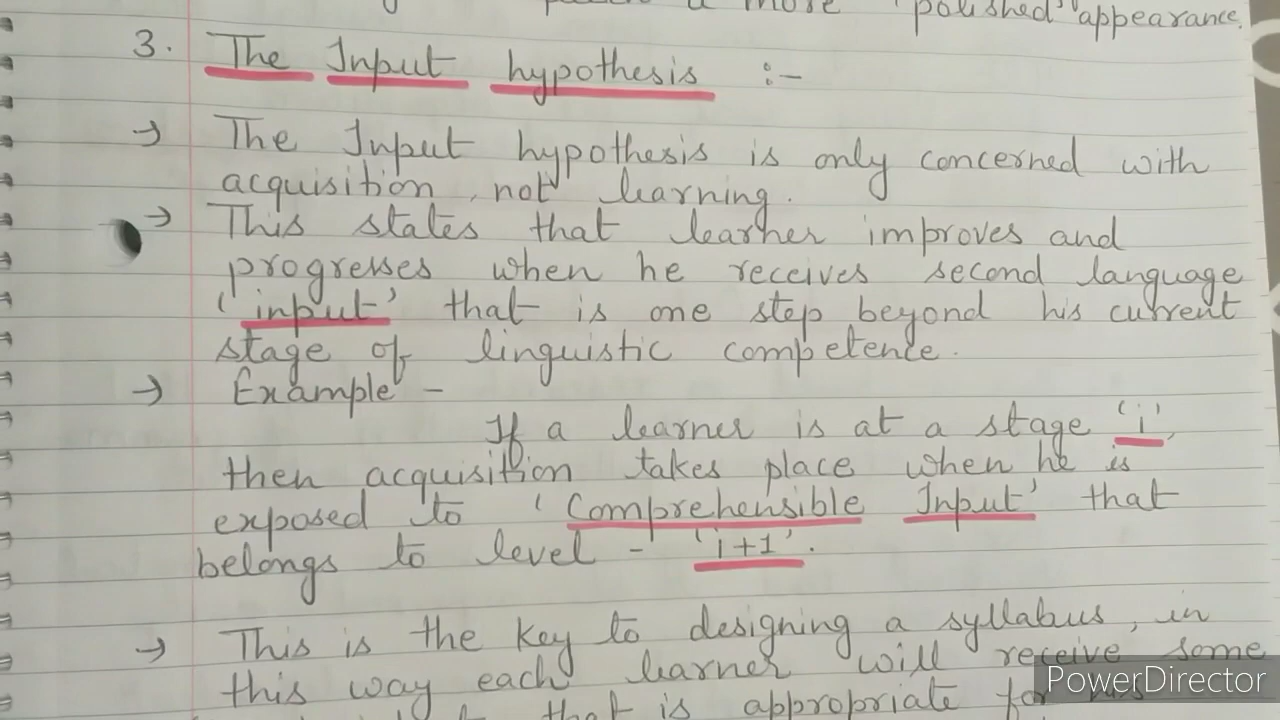 polished' appearance.
3. The Input hypothesis :-
→ The Input hypothesis is only concerned with
acquisition, not learning.
→ This states that learner improves and
progresses when he receives second language
'input' that is one step beyond his current
stage of linguistic competence.
→ Example -
If a learner is at a stage 'i',
then acquisition takes place when he is
exposed to 'Comprehensible Input' that
belongs to level - 'i+1'.
→ This is the key to designing a syllabus, in
this way each learner will receive some
that is appropriate for
PowerDirector